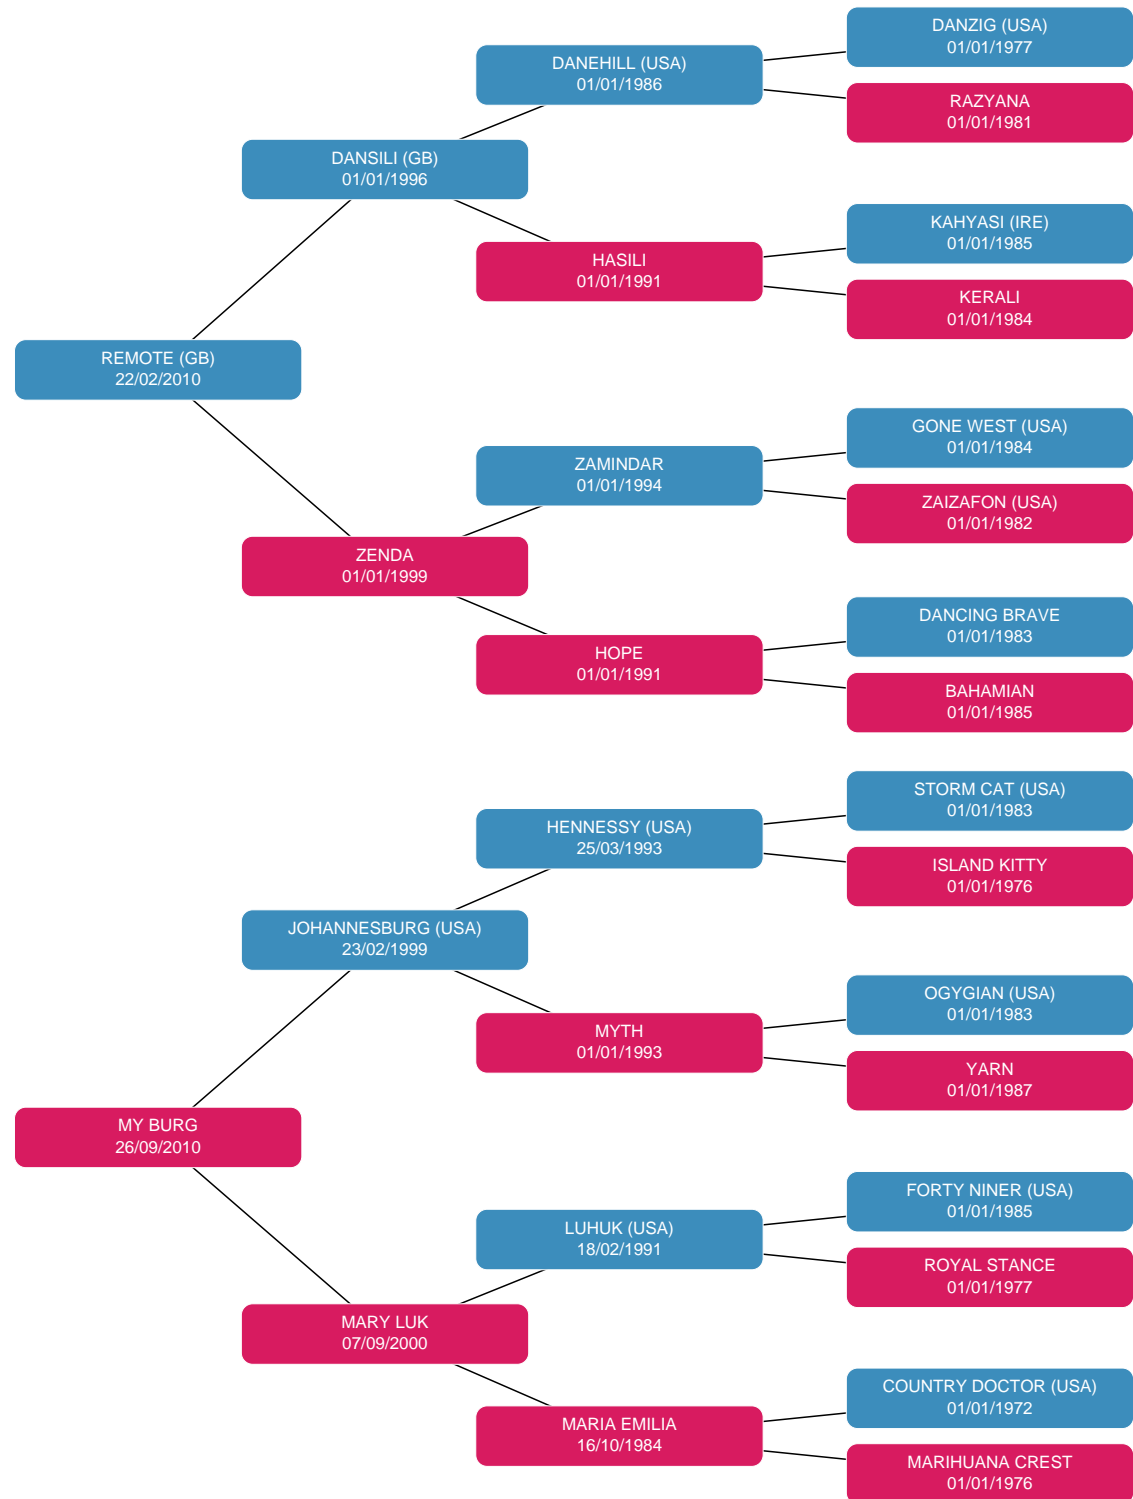 DANZIG (USA)
01/01/1977
DANEHILL (USA)
01/01/1986
RAZYANA
01/01/1981
DANSILI (GB)
01/01/1996
KAHYASI (IRE)
01/01/1985
HASILI
01/01/1991
KERALI
01/01/1984
REMOTE (GB)
22/02/2010
GONE WEST (USA)
01/01/1984
ZAMINDAR
01/01/1994
ZAIZAFON (USA)
01/01/1982
ZENDA
01/01/1999
DANCING BRAVE
01/01/1983
HOPE
01/01/1991
BAHAMIAN
01/01/1985
STORM CAT (USA)
01/01/1983
HENNESSY (USA)
25/03/1993
ISLAND KITTY
01/01/1976
JOHANNESBURG (USA)
23/02/1999
OGYGIAN (USA)
01/01/1983
MYTH
01/01/1993
YARN
01/01/1987
MY BURG
26/09/2010
FORTY NINER (USA)
01/01/1985
LUHUK (USA)
18/02/1991
ROYAL STANCE
01/01/1977
MARY LUK
07/09/2000
COUNTRY DOCTOR (USA)
01/01/1972
MARIA EMILIA
16/10/1984
MARIHUANA CREST
01/01/1976